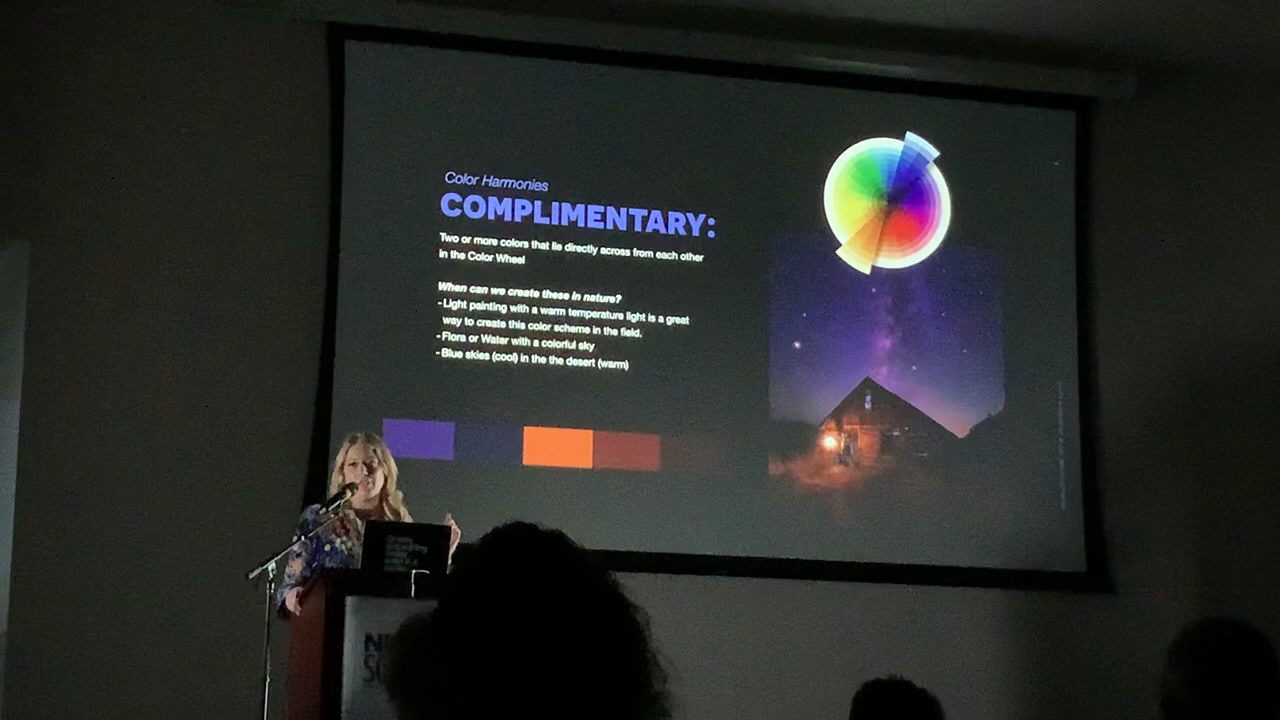 Color Harmonies
COMPLIMENTARY:
Two or more colors that lie directly across from each other
in the Color Wheel
When can we create these in nature?
- Light painting with a warm temperature light is a great
way to create this color scheme in the field.
- Flora or Water with a colorful sky
- Blue skies (cool) in the the desert (warm)